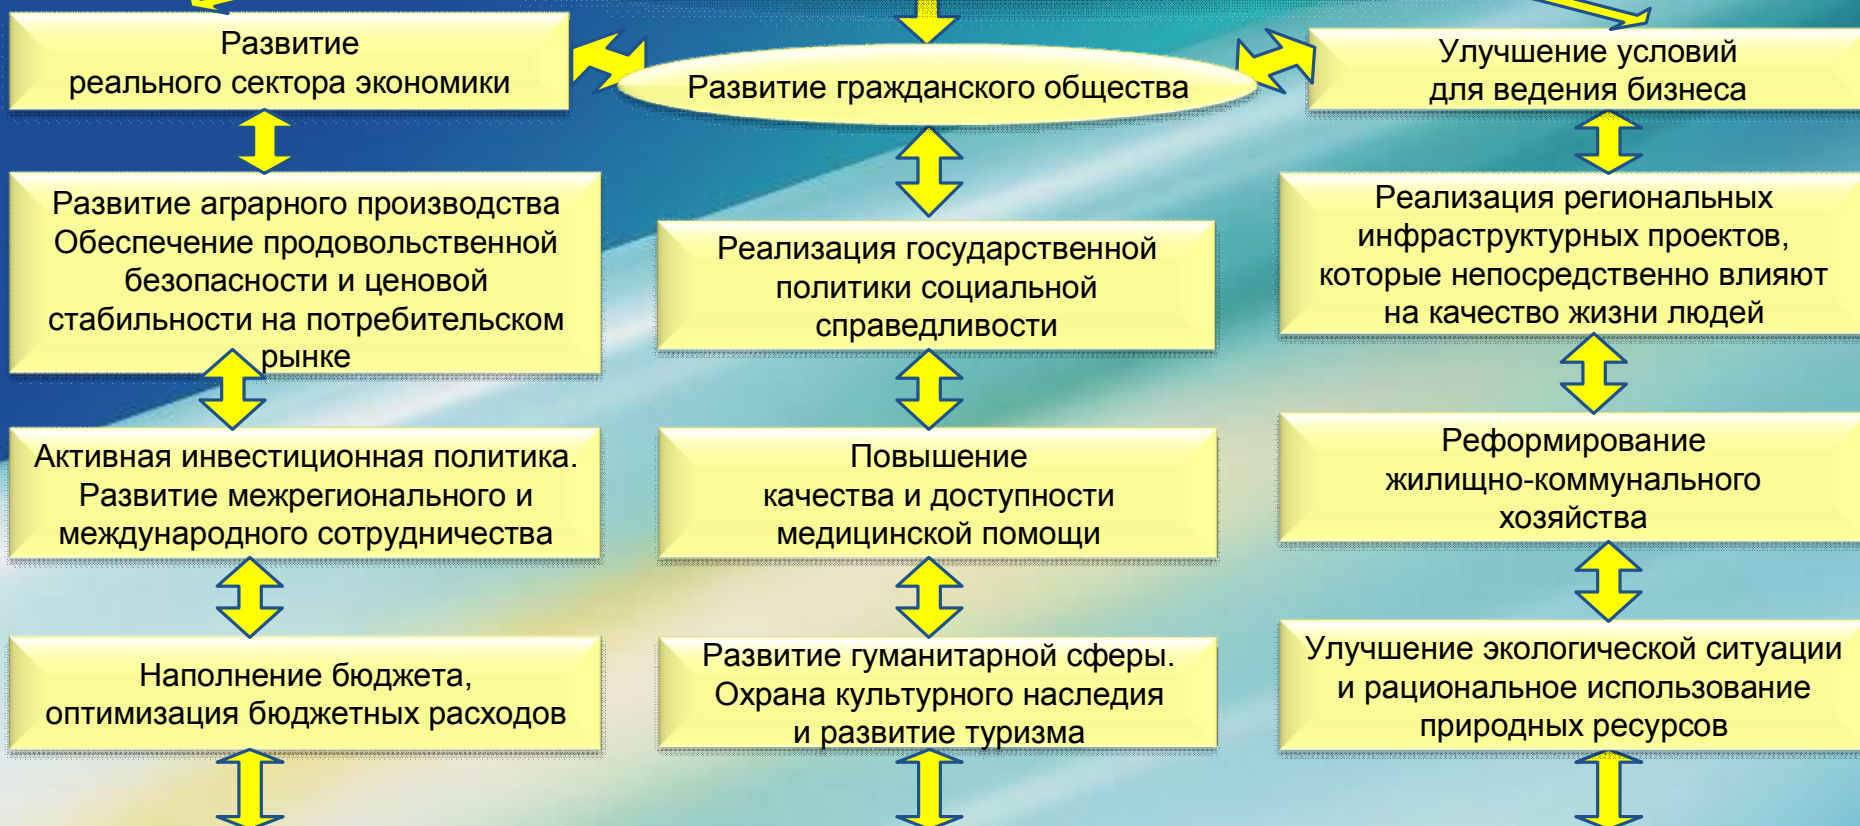 Развитие
реального сектора экономики
Развитие гражданского общества
Улучшение условий
для ведения бизнеса
Развитие аграрного производства
Обеспечение продовольственной
безопасности и ценовой
стабильности на потребительском
рынке
Реализация государственной
политики социальной
справедливости
Реализация региональных
инфраструктурных проектов,
которые непосредственно влияют
на качество жизни людей
Активная инвестиционная политика.
Развитие межрегионального и
международного сотрудничества
Повышение
качества и доступности
медицинской помощи
Реформирование
жилищно-коммунального
хозяйства
Наполнение бюджета,
оптимизация бюджетных расходов
Развитие гуманитарной сферы.
Охрана культурного наследия
и развитие туризма
Улучшение экологической ситуации
и рациональное использование
природных ресурсов